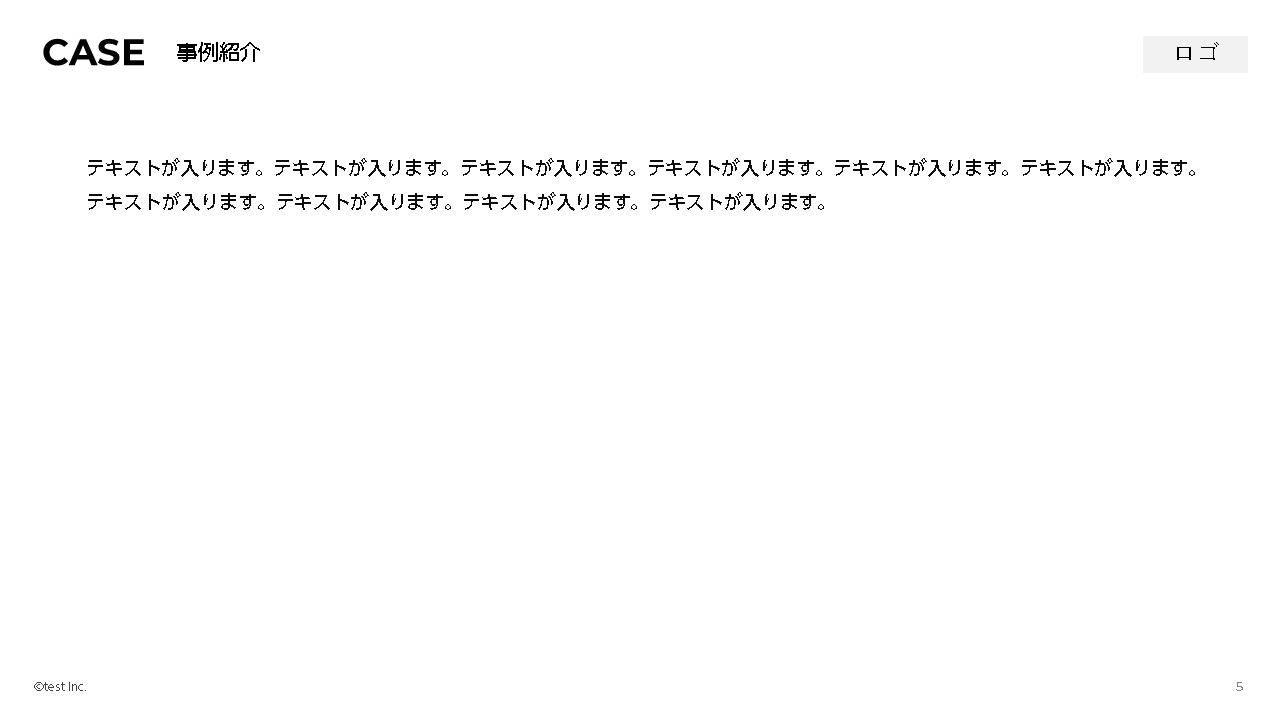 CASE 事例紹介
ロゴ
テキストが入ります。テキストが入ります。テキストが入ります。テキストが入ります。テキストが入ります。テキストが入ります。
テキストが入ります。テキストが入ります。テキストが入ります。テキストが入ります。
©test Inc.
5